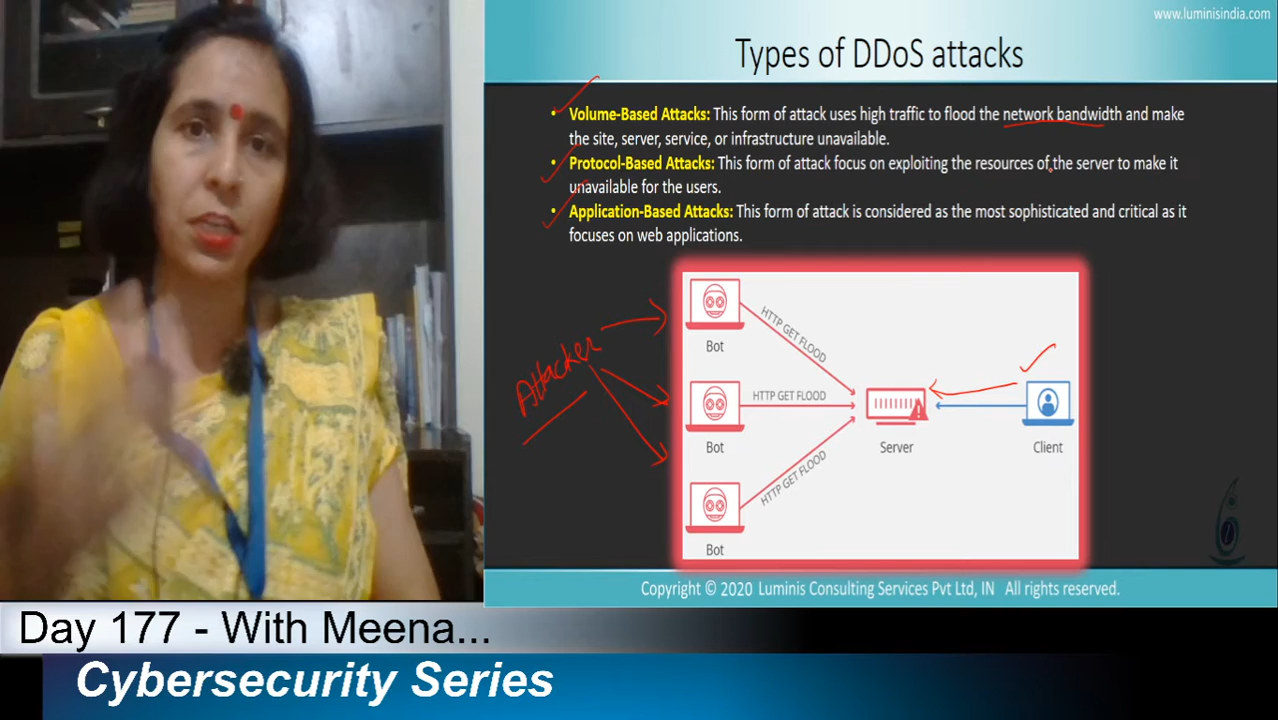 www.luminisindia.com
Types of DDoS attacks
• Volume-Based Attacks: This form of attack uses high traffic to flood the network bandwidth and make
the site, server, service, or infrastructure unavailable.
• Protocol-Based Attacks: This form of attack focus on exploiting the resources of the server to make it
unavailable for the users.
• Application-Based Attacks: This form of attack is considered as the most sophisticated and critical as it
focuses on web applications.
Attacker
Bot
HTTP GET FLOOD
Bot
HTTP GET FLOOD
Bot
HTTP GET FLOOD
Server
Client
Copyright © 2020 Luminis Consulting Services Pvt Ltd, IN All rights reserved.
Day 177 - With Meena...
Cybersecurity Series